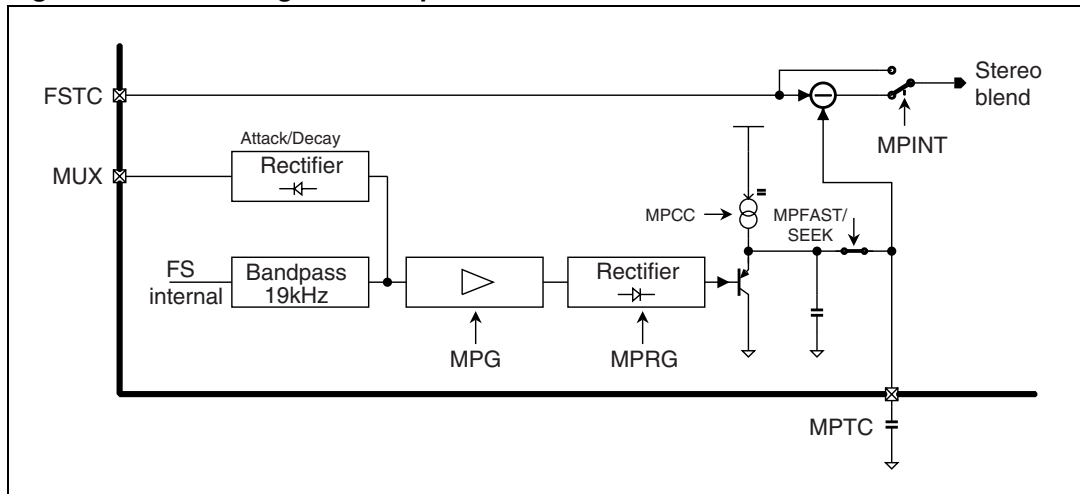 FSTC
Stereo
blend
MPINT
Attack/Decay
Rectifier
MUX
MPCC
MPFAST/
SEEK
FS
internal
Bandpass
19kHz
Rectifier
MPG
MPRG
MPTC